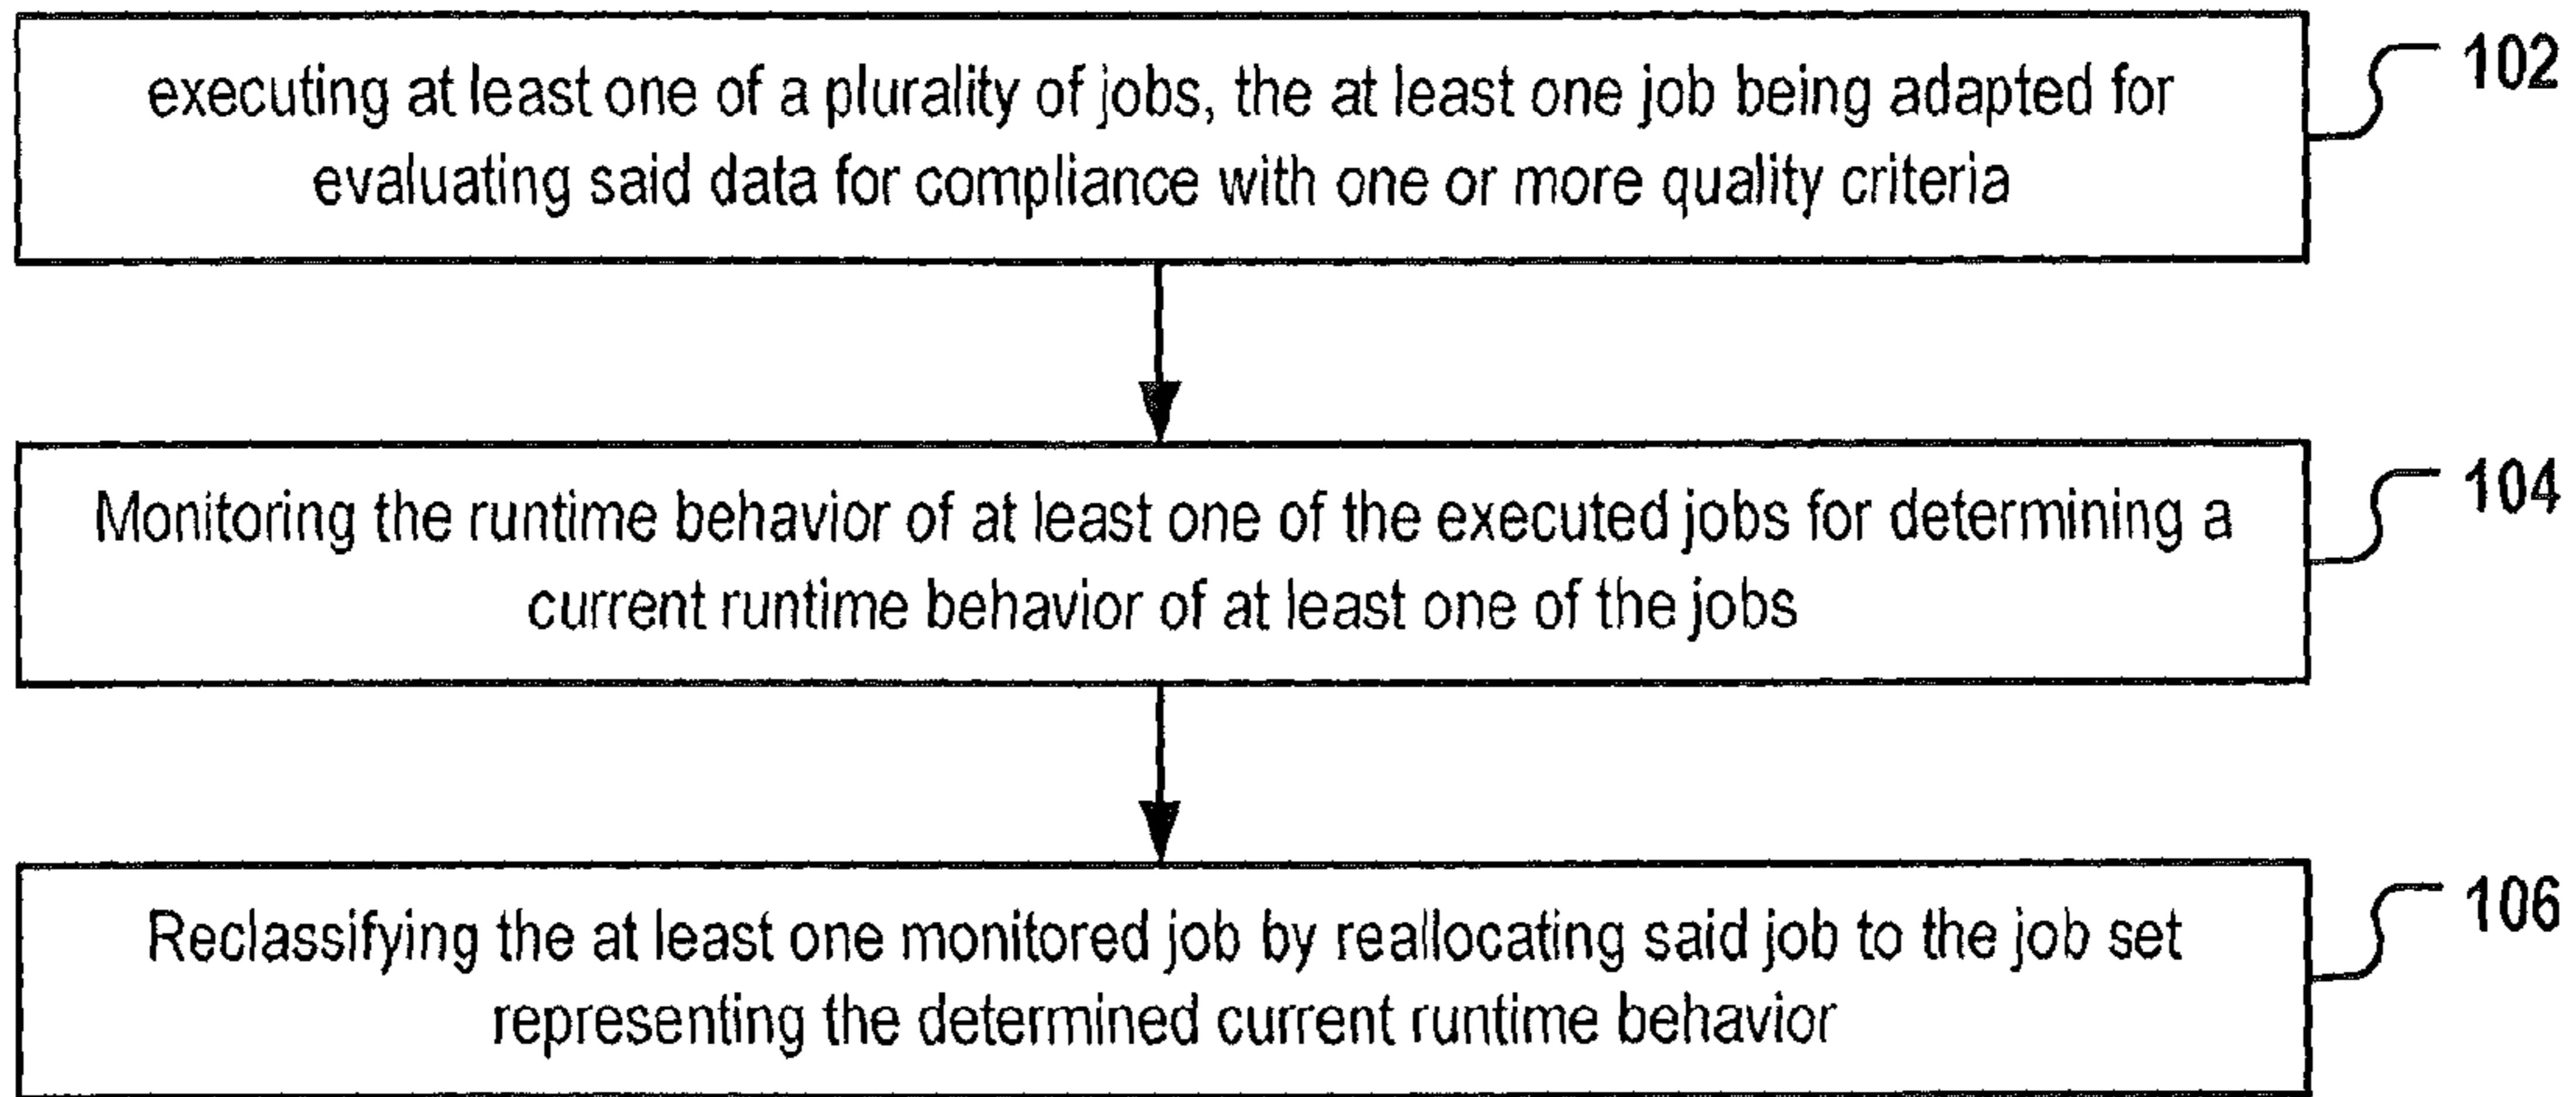 executing at least one of a plurality of jobs, the at least one job being adapted for
evaluating said data for compliance with one or more quality criteria
102
Monitoring the runtime behavior of at least one of the executed jobs for determining a
current runtime behavior of at least one of the jobs
104
Reclassifying the at least one monitored job by reallocating said job to the job set
representing the determined current runtime behavior
106